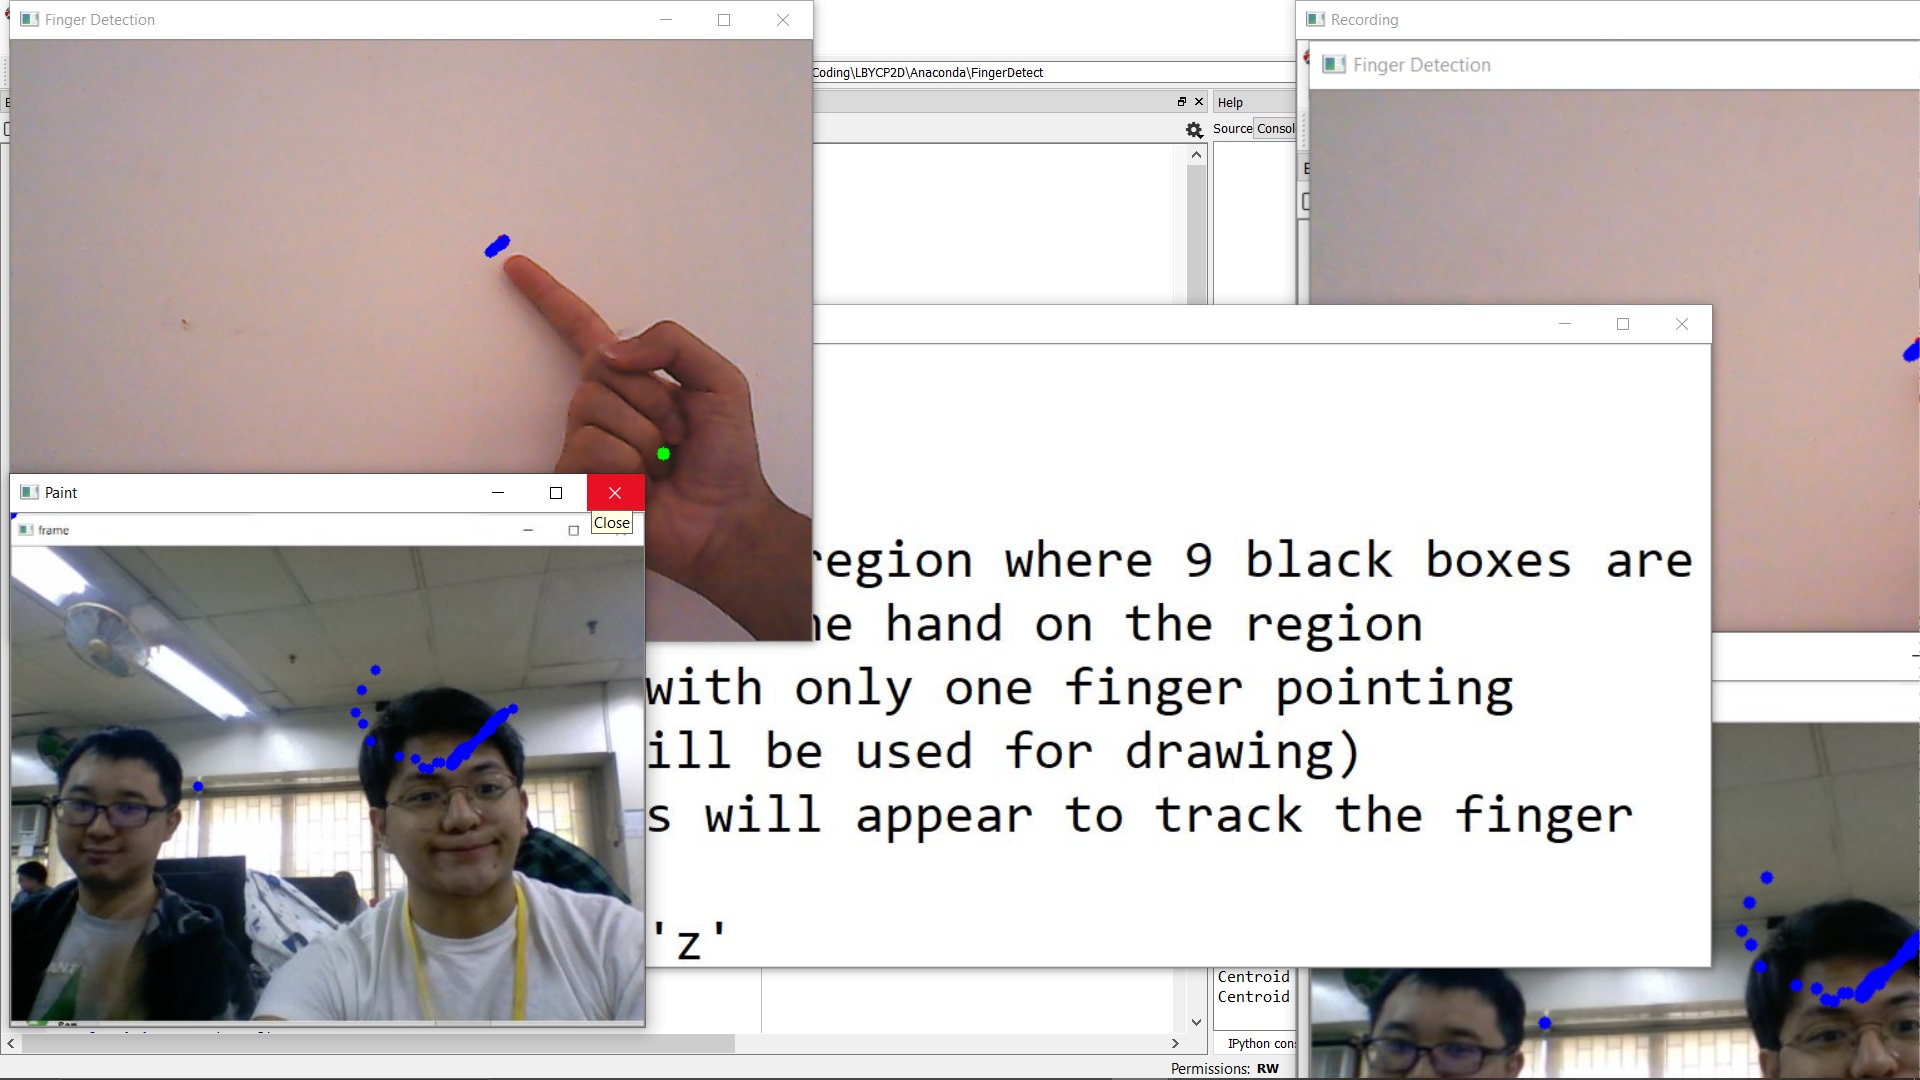 Finger Detection
Recording
Finger Detection
Coding\LBYCP2D\Anaconda\FingerDetect
Help
Source
Consol
Paint
Close
frame
region where 9 black boxes are
he hand on the region
with only one finger pointing
ill be used for drawing)
s will appear to track the finger
'z'
Centroid
Centroid
IPython con
Permissions: RW